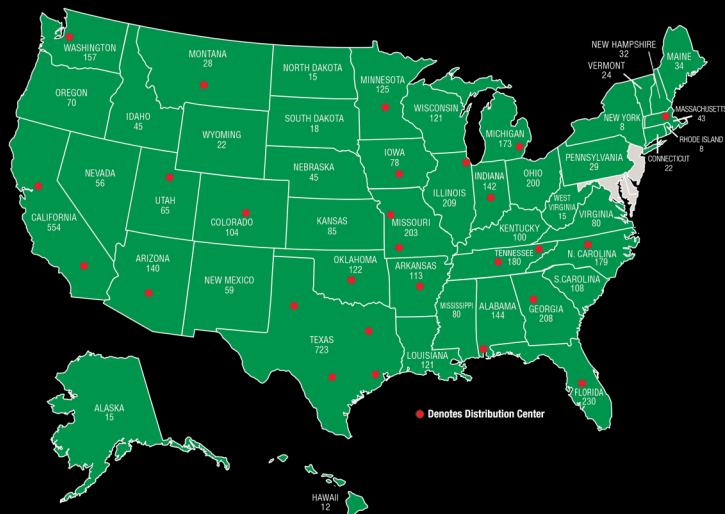 WASHINGTON
157
MONTANA
28
NORTH DAKOTA
15
MINNESOTA
125
NEW HAMPSHIRE
32
VERMONT
24
MAINE
34
OREGON
70
IDAHO
45
WYOMING
22
SOUTH DAKOTA
18
WISCONSIN
121
MICHIGAN
173
NEW YORK
8
MASSACHUSETTS
43
RHODE ISLAND
8
CONNECTICUT
22
NEVADA
56
UTAH
65
COLORADO
104
NEBRASKA
45
IOWA
78
ILLINOIS
209
INDIANA
142
OHIO
200
PENNSYLVANIA
29
CALIFORNIA
554
KANSAS
85
MISSOURI
203
KENTUCKY
100
WEST
VIRGINIA
15
VIRGINIA
80
ARIZONA
140
NEW MEXICO
59
OKLAHOMA
122
ARKANSAS
113
TENNESSEE
180
N. CAROLINA
179
S.CAROLINA
108
TEXAS
723
LOUISIANA
121
MISSISSIPPI
80
ALABAMA
144
GEORGIA
208
FLORIDA
230
ALASKA
15
HAWAII
12
Denotes Distribution Center